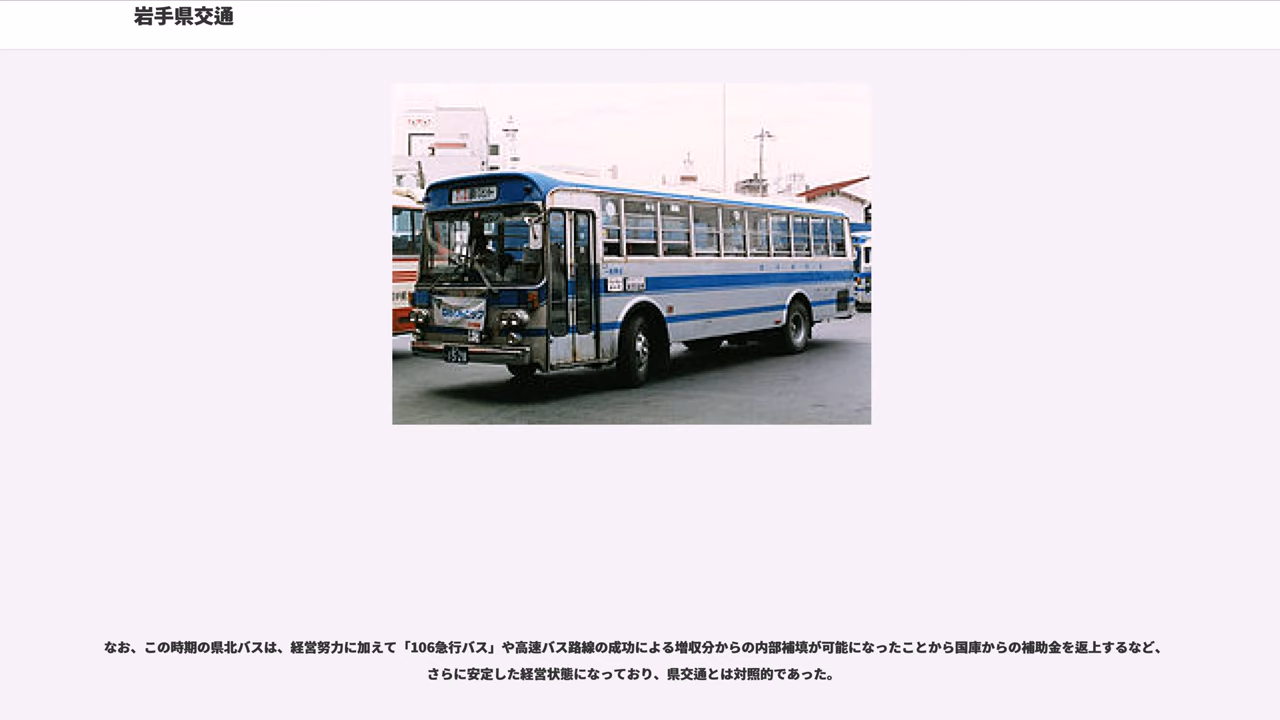 岩手県交通
なお、この時期の県北バスは、経営努力に加えて「106急行バス」や高速バス路線の成功による増収分からの内部補填が可能になったことから国庫からの補助金を返上するなど、
さらに安定した経営状態になっており、県交通とは対照的であった。